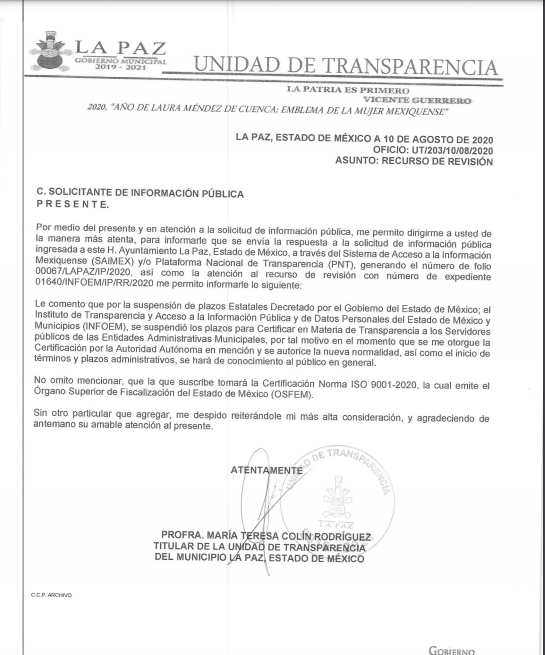 LA PAZ
GOBIERNO MUNICIPAL
2019 - 2021
UNIDAD DE TRANSPARENCIA
LA PATRIA ES PRIMERO
VICENTE GUERRERO
2020, "AÑO DE LAURA MÉNDEZ DE CUENCA; EMBLEMA DE LA MUJER MEXIQUENSE"
LA PAZ, ESTADO DE MÉXICO A 10 DE AGOSTO DE 2020
OFICIO: UT/203/10/08/2020
ASUNTO: RECURSO DE REVISIÓN
C. SOLICITANTE DE INFORMACIÓN PÚBLICA
P R E S E N T E.
Por medio del presente y en atención a la solicitud de información pública, me permito dirigirme a usted de
la manera más atenta, para informarle que se envía la respuesta a la solicitud de información pública
ingresada a este H. Ayuntamiento La Paz, Estado de México, a través del Sistema de Acceso a la Información
Mexiquense (SAIMEX) y/o Plataforma Nacional de Transparencia (PNT), generando el número de folio
00067/LAPAZ/IP/2020, así como la atención al recurso de revisión con número de expediente
01640/INFOEM/IP/RR/2020 me permito informarle lo siguiente:
Le comento que por la suspensión de plazos Estatales Decretado por el Gobierno del Estado de México; el
Instituto de Transparencia y Acceso a la Información Pública y de Datos Personales del Estado de México y
Municipios (INFOEM), se suspendió los plazos para Certificar en Materia de Transparencia a los Servidores
públicos de las Entidades Administrativas Municipales, por tal motivo en el momento que se me otorgue la
Certificación por la Autoridad Autónoma en mención y se autorice la nueva normalidad, así como el inicio de
términos y plazos administrativos, se hará de conocimiento al público en general.
No omito mencionar, que la que suscribe tomará la Certificación Norma ISO 9001-2020, la cual emite el
Órgano Superior de Fiscalización del Estado de México (OSFEM).
Sin otro particular que agregar, me despido reiterándole mi más alta consideración, y agradeciendo de
antemano su amable atención al presente.
ATENTAMENTE
UNIDAD DE TRANSPARENCIA
LA PAZ
PROFRA. MARÍA TERESA COLÍN RODRÍGUEZ
TITULAR DE LA UNIDAD DE TRANSPARENCIA
DEL MUNICIPIO LA PAZ, ESTADO DE MÉXICO
C.C.P. ARCHIVO
GOBIERNO